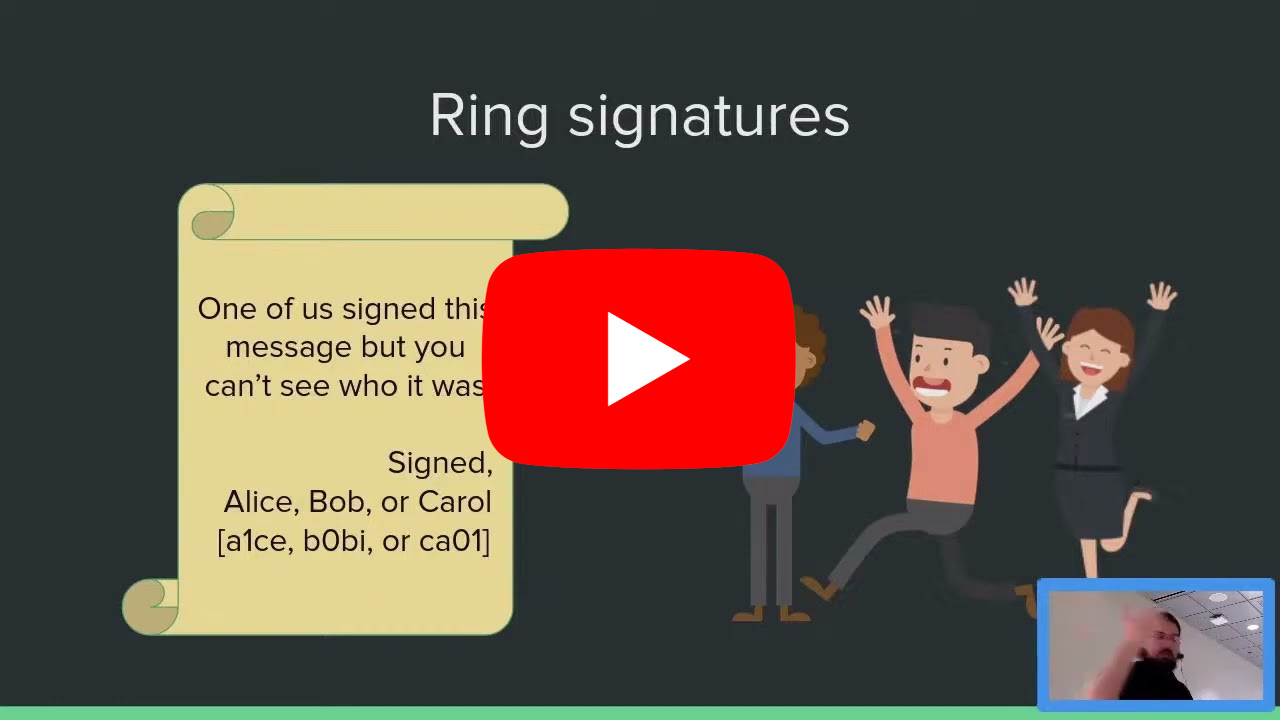 Ring signatures
One of us signed this
message but you
can’t see who it was
Signed,
Alice, Bob, or Carol
[a1ce, b0bi, or ca01]